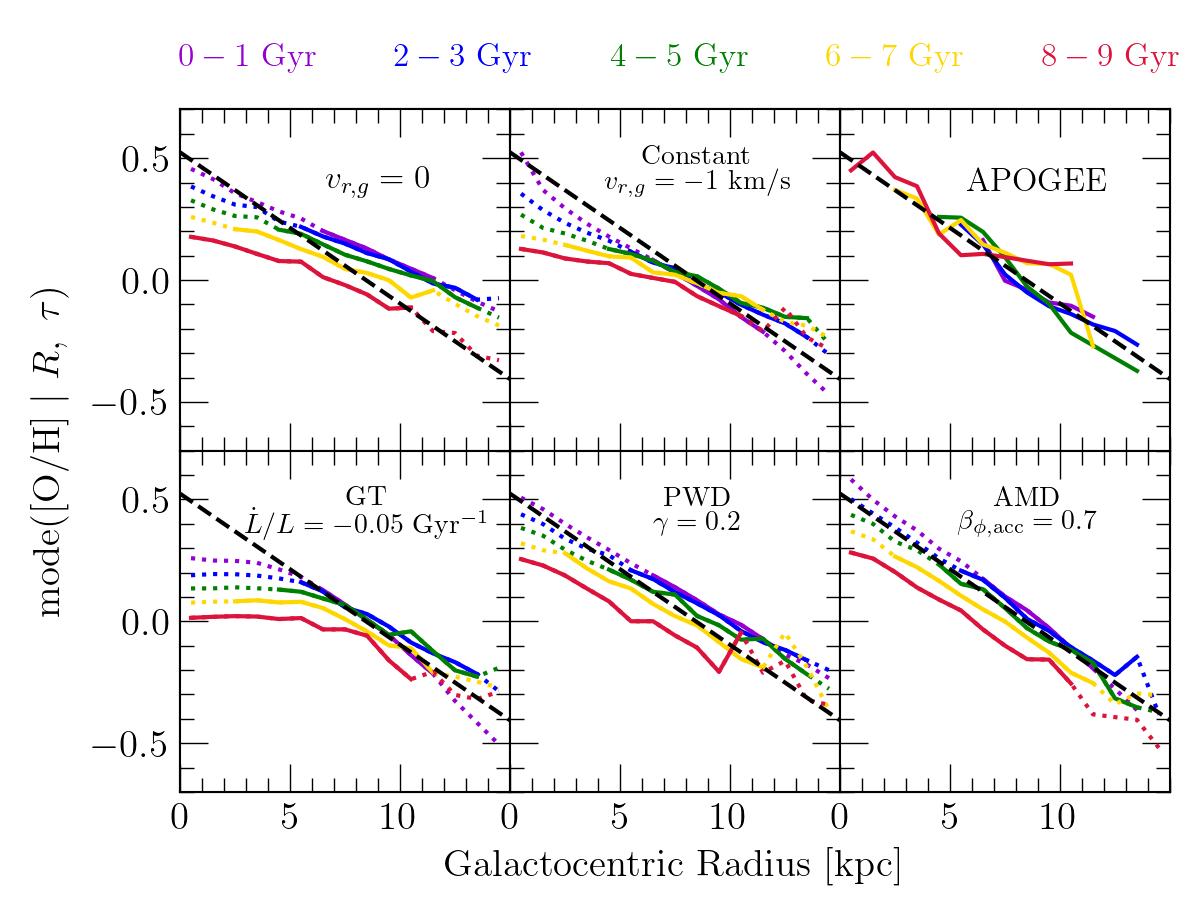 0 − 1 Gyr 2 − 3 Gyr 4 − 5 Gyr 6 − 7 Gyr 8 − 9 Gyr
v_{r,g} = 0
Constant
v_{r,g} = −1 km/s
APOGEE
0.5
0.0
−0.5
GT
L̇/L = −0.05 Gyr⁻¹
PWD
γ = 0.2
AMD
β_{ϕ,acc} = 0.7
0.5
0.0
−0.5
mode([O/H] | R, τ)
0 5 10 0 5 10 0 5 10
Galactocentric Radius [kpc]